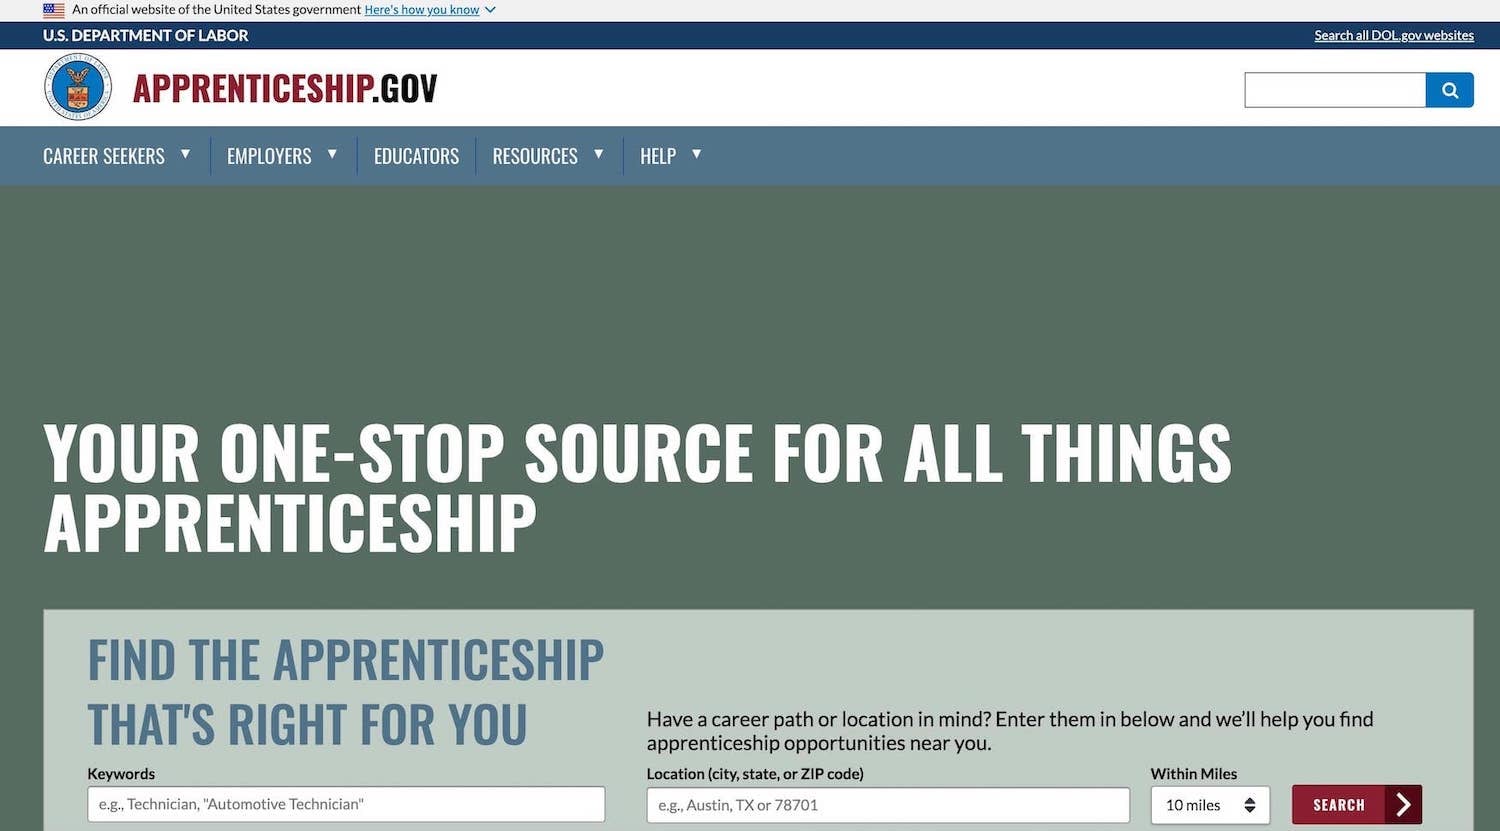 An official website of the United States government Here's how you know
U.S. DEPARTMENT OF LABOR
Search all DOL.gov websites
APPRENTICESHIP.GOV
CAREER SEEKERS
EMPLOYERS
EDUCATORS
RESOURCES
HELP
YOUR ONE-STOP SOURCE FOR ALL THINGS
APPRENTICESHIP
FIND THE APPRENTICESHIP
THAT'S RIGHT FOR YOU
Have a career path or location in mind? Enter them in below and we’ll help you find
apprenticeship opportunities near you.
Keywords
e.g., Technician, "Automotive Technician"
Location (city, state, or ZIP code)
e.g., Austin, TX or 78701
Within Miles
10 miles
SEARCH